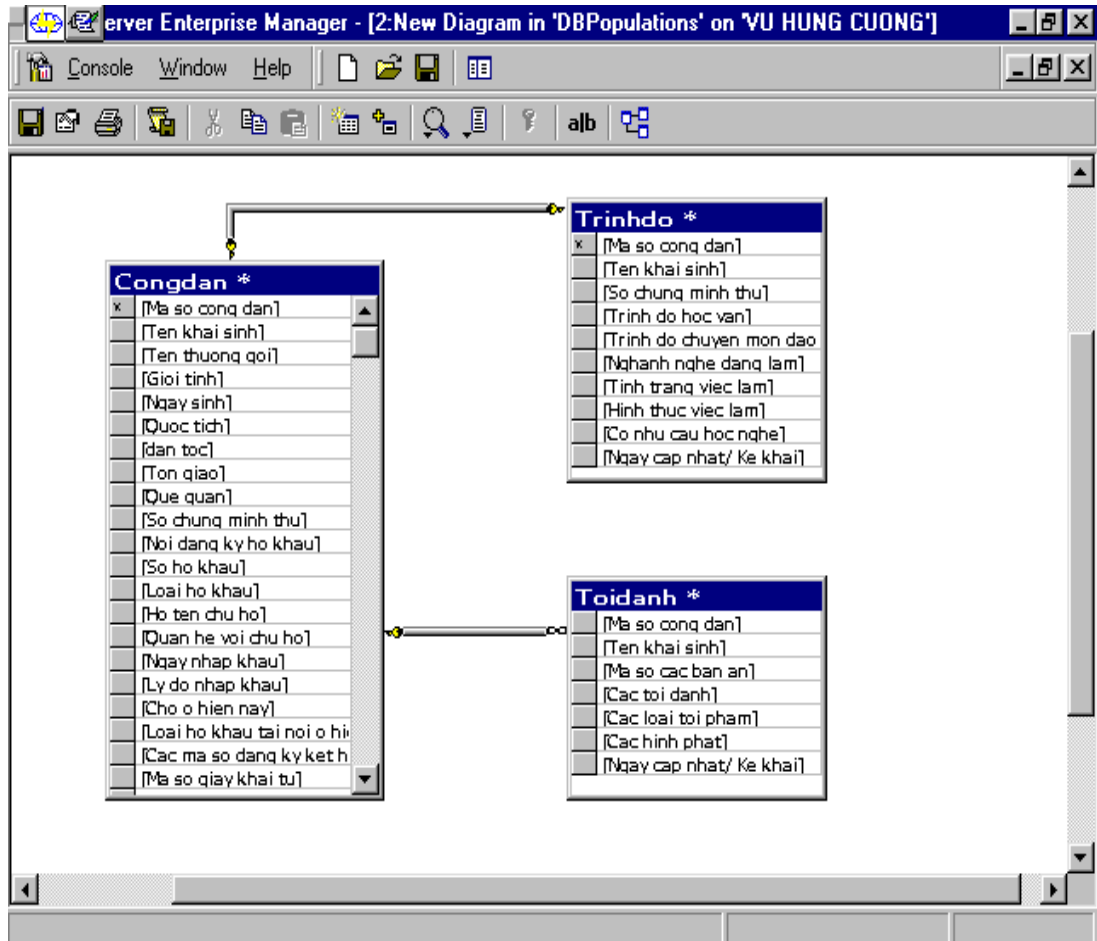 erver Enterprise Manager - [2:New Diagram in 'DBPopulations' on 'VU HUNG CUONG']
Console Window Help
a|b
Trinhdo *
[Ma so cong dan]
[Ten khai sinh]
[So chung minh thu]
[Trinh do hoc van]
[Trinh do chuyen mon dao
[Nghanh nghe dang lam]
[Tinh trang viec lam]
[Hinh thuc viec lam]
[Co nhu cau hoc nghe]
[Ngay cap nhat/ Ke khai]
Congdan *
[Ma so cong dan]
[Ten khai sinh]
[Ten thuong goi]
[Gioi tinh]
[Ngay sinh]
[Quoc tich]
[dan toc]
[Ton giao]
[Que quan]
[So chung minh thu]
[Noi dang ky ho khau]
[So ho khau]
[Loai ho khau]
[Ho ten chu ho]
[Quan he voi chu ho]
[Ngay nhap khau]
[Ly do nhap khau]
[Cho o hien nay]
[Loai ho khau tai noi o hi
[Cac ma so dang ky ket h
[Ma so giay khai tu]
Toidanh *
[Ma so cong dan]
[Ten khai sinh]
[Ma so cac ban an]
[Cac toi danh]
[Cac loai toi pham]
[Cac hinh phat]
[Ngay cap nhat/ Ke khai]